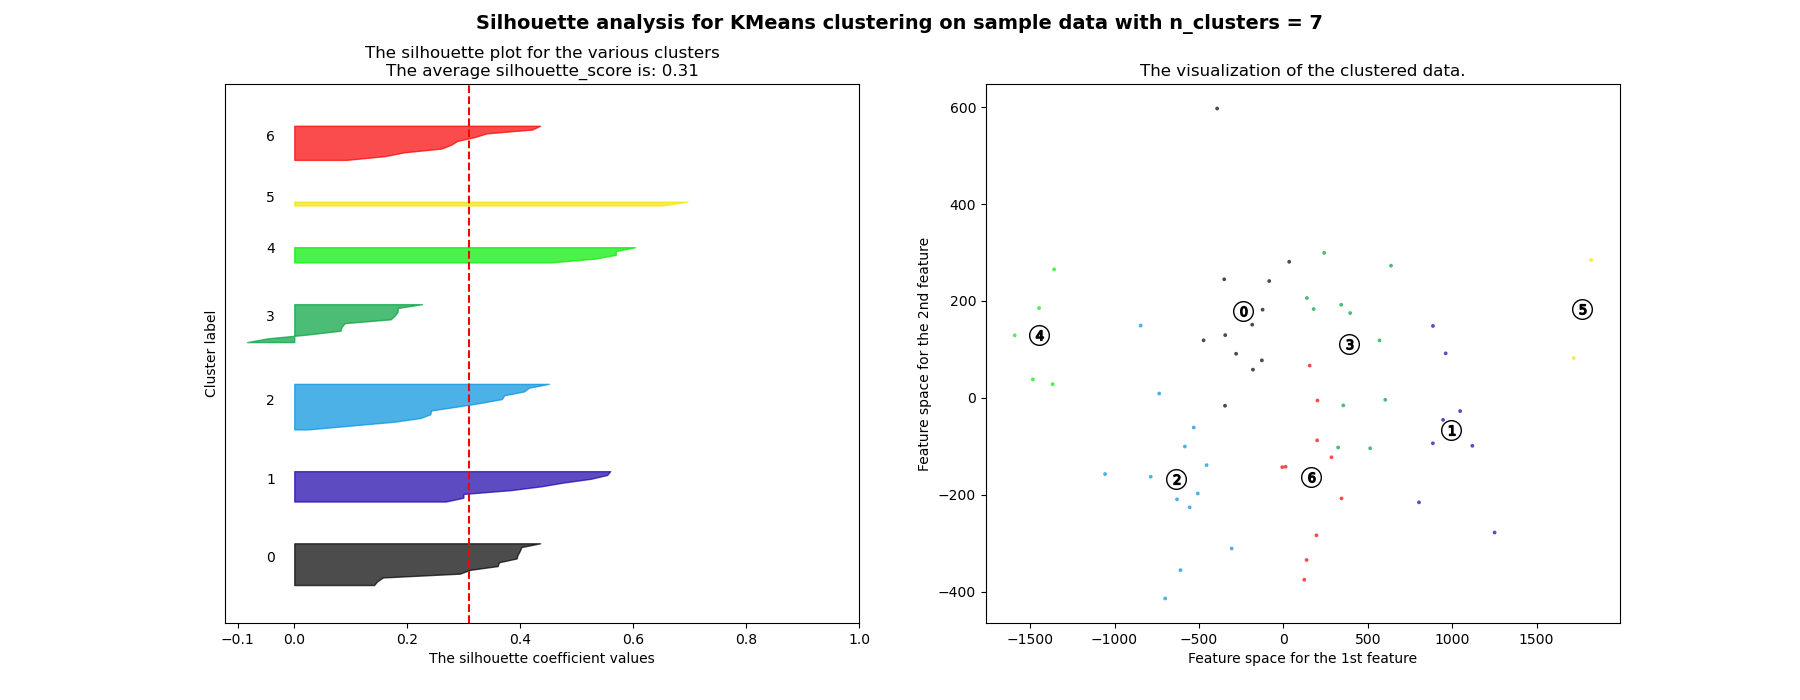 Silhouette analysis for KMeans clustering on sample data with n_clusters = 7
The silhouette plot for the various clusters
The average silhouette_score is: 0.31
6
5
4
3
2
1
0
Cluster label
−0.1 0.0 0.2 0.4 0.6 0.8 1.0
The silhouette coefficient values
The visualization of the clustered data.
600
400
200
0
−200
−400
Feature space for the 2nd feature
0
5
4
3
1
2
6
−1500 −1000 −500 0 500 1000 1500
Feature space for the 1st feature